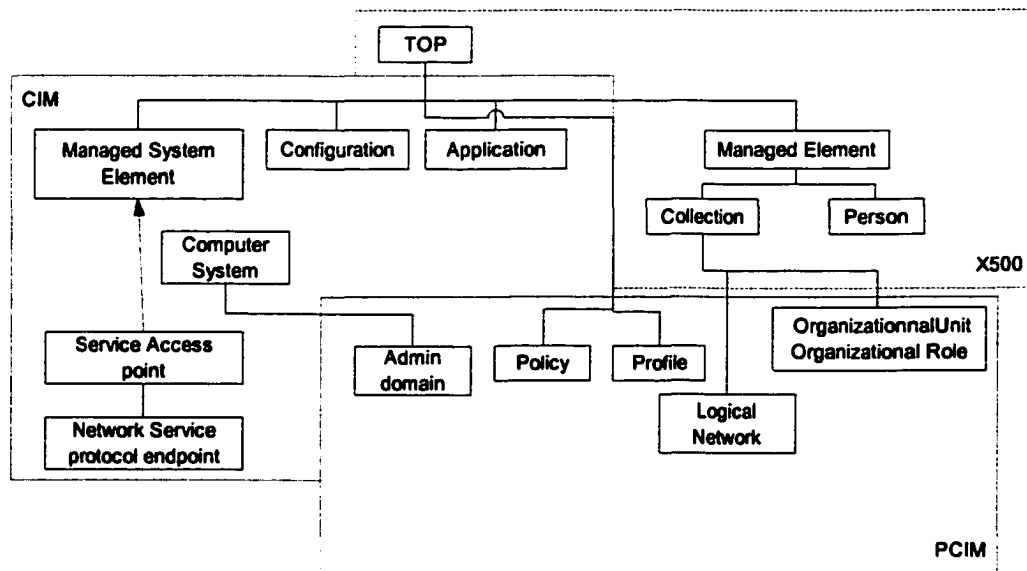 TOP
CIM
Managed System
Element
Configuration
Application
Managed Element
Collection
Person
Computer
System
X500
Service Access
point
Admin
domain
Policy
Profile
OrganizationnalUnit
Organizational Role
Network Service
protocol endpoint
Logical
Network
PCIM